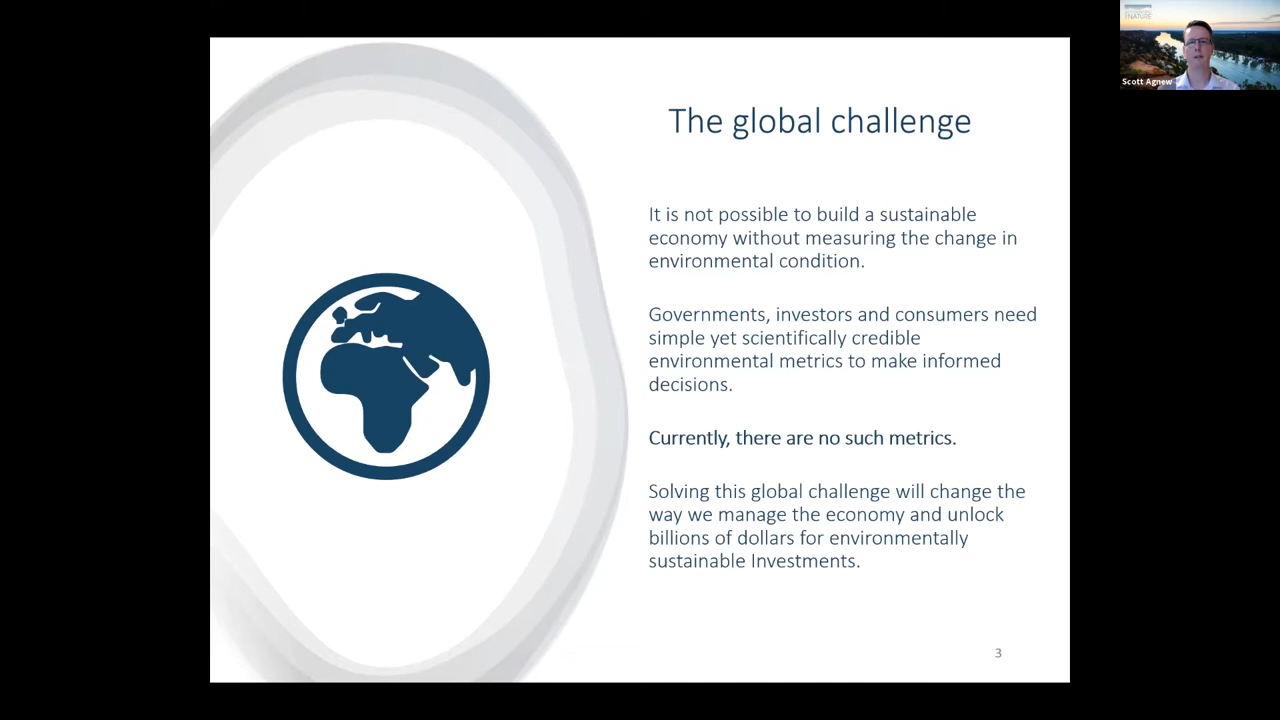 NATURE
Scott Agnew
The global challenge
It is not possible to build a sustainable
economy without measuring the change in
environmental condition.
Governments, investors and consumers need
simple yet scientifically credible
environmental metrics to make informed
decisions.
Currently, there are no such metrics.
Solving this global challenge will change the
way we manage the economy and unlock
billions of dollars for environmentally
sustainable Investments.
3